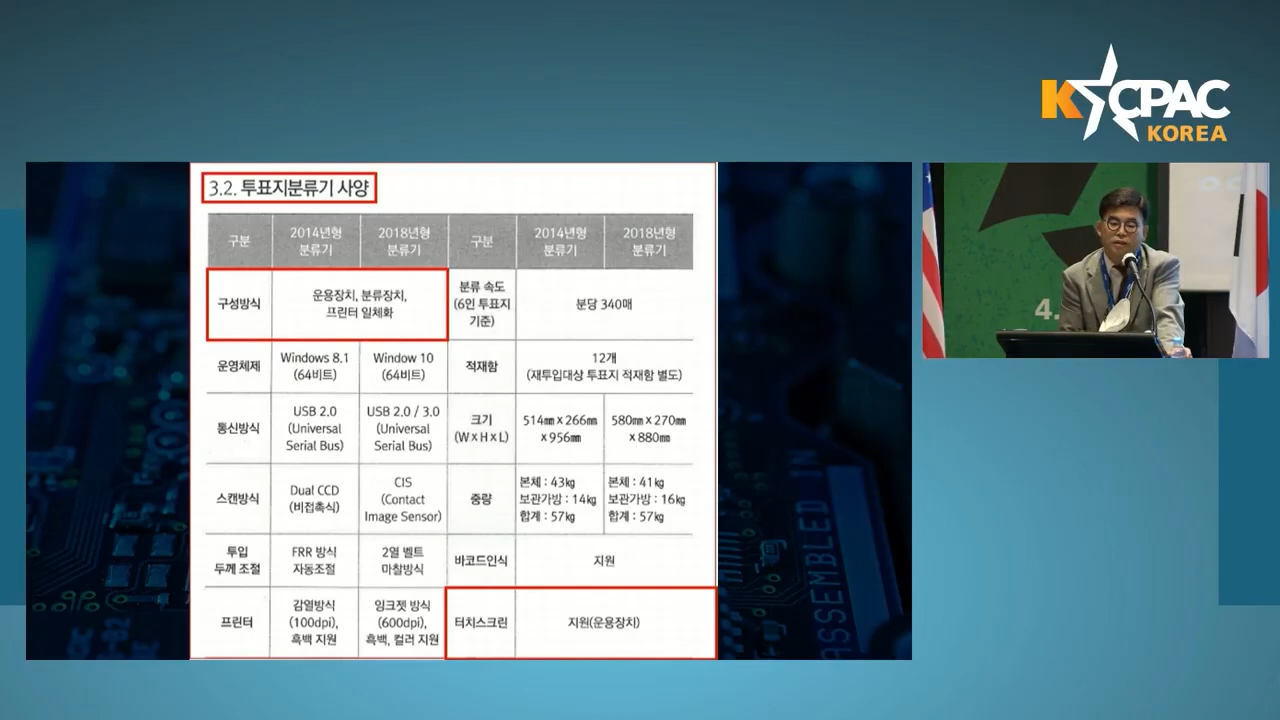 KCPAC
KOREA
3.2. 투표지분류기 사양
구분
2014년형
분류기
2018년형
분류기
구분
2014년형
분류기
2018년형
분류기
구성방식
운용장치, 분류장치,
프린터 일체화
분류 속도
(6인 투표지
기준)
분당 340매
운영체제
Windows 8.1
(64비트)
Window 10
(64비트)
적재함
12개
(재투입대상 투표지 적재함 별도)
통신방식
USB 2.0
(Universal
Serial Bus)
USB 2.0 / 3.0
(Universal
Serial Bus)
크기
(W x H x L)
514㎜ x 266㎜
x 956㎜
580㎜ x 270㎜
x 880㎜
스캔방식
Dual CCD
(비접촉식)
CIS
(Contact
Image Sensor)
중량
본체 : 43㎏
보관가방 : 14㎏
합계 : 57㎏
본체 : 41㎏
보관가방 : 16㎏
합계 : 57㎏
투입
두께 조절
FRR 방식
자동조절
2열 벨트
마찰방식
바코드인식
지원
프린터
감열방식
(100dpi),
흑백 지원
잉크젯 방식
(600dpi),
흑백, 컬러 지원
터치스크린
지원(운용장치)
ASSEMBLED IN
4.